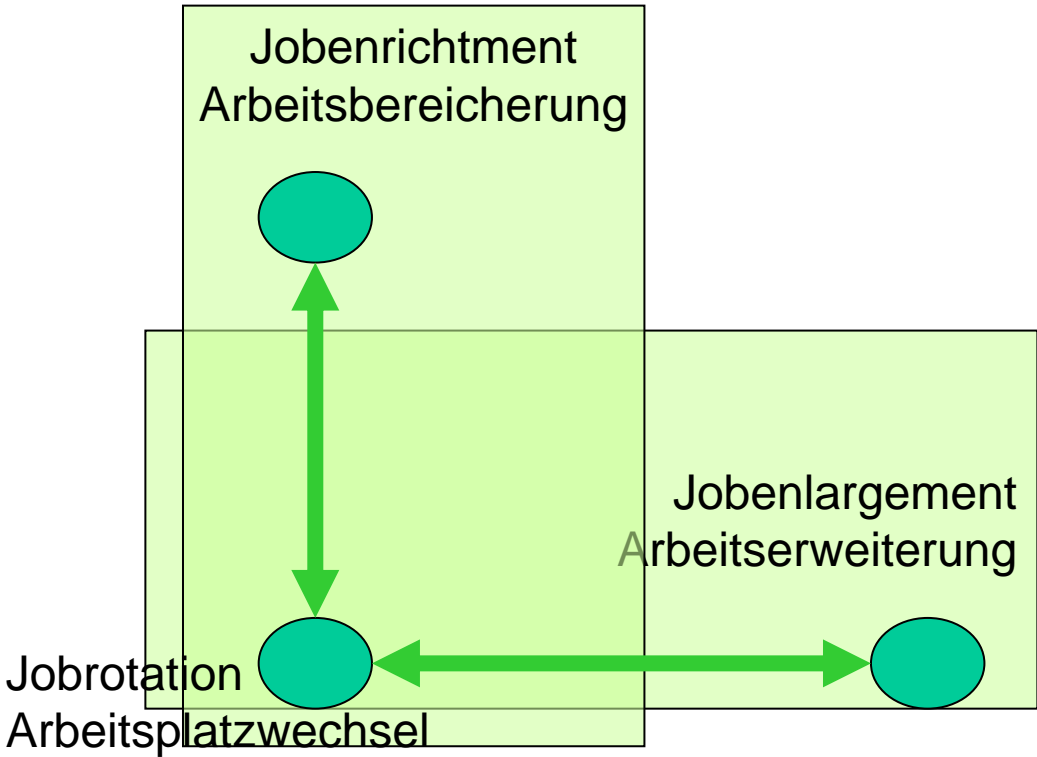 Jobenrichtment
Arbeitsbereicherung
Jobenlargement
Arbeitserweiterung
Jobrotation
Arbeitsplatzwechsel